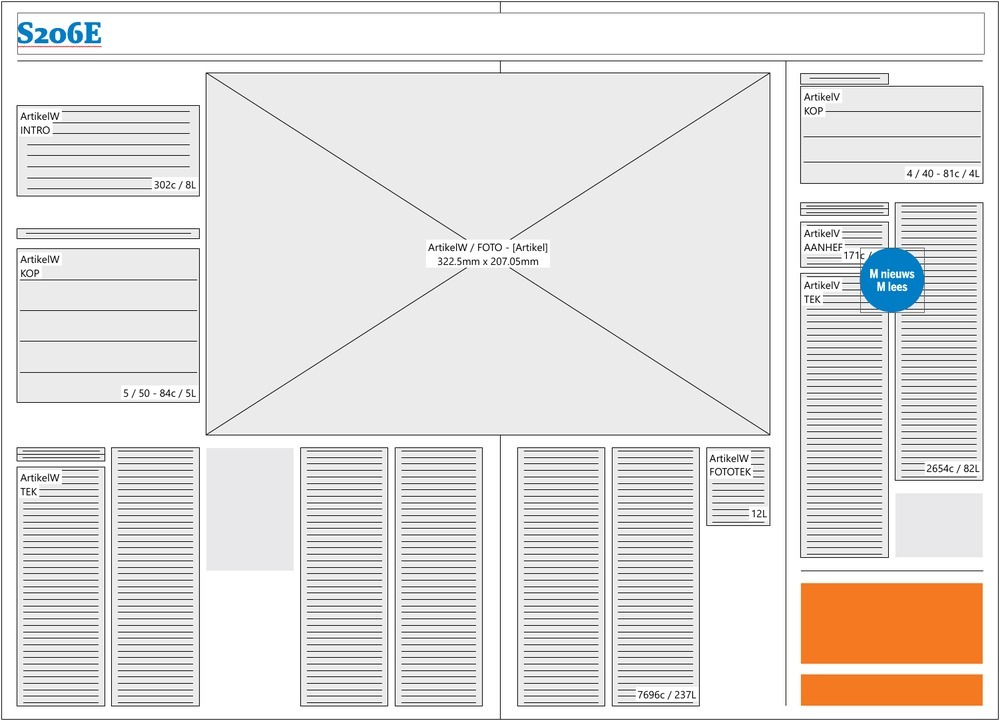 S206E
ArtikelW
INTRO
302c / 8L
ArtikelW
KOP
5 / 50 - 84c / 5L
ArtikelW / FOTO - [Artikel]
322.5mm x 207.05mm
ArtikelW
TEK
7696c / 237L
ArtikelW
FOTOTEK
12L
ArtikelV
KOP
4 / 40 - 81c / 4L
ArtikelV
AANHEF
171c /
M nieuws
M lees
ArtikelV
TEK
2654c / 82L